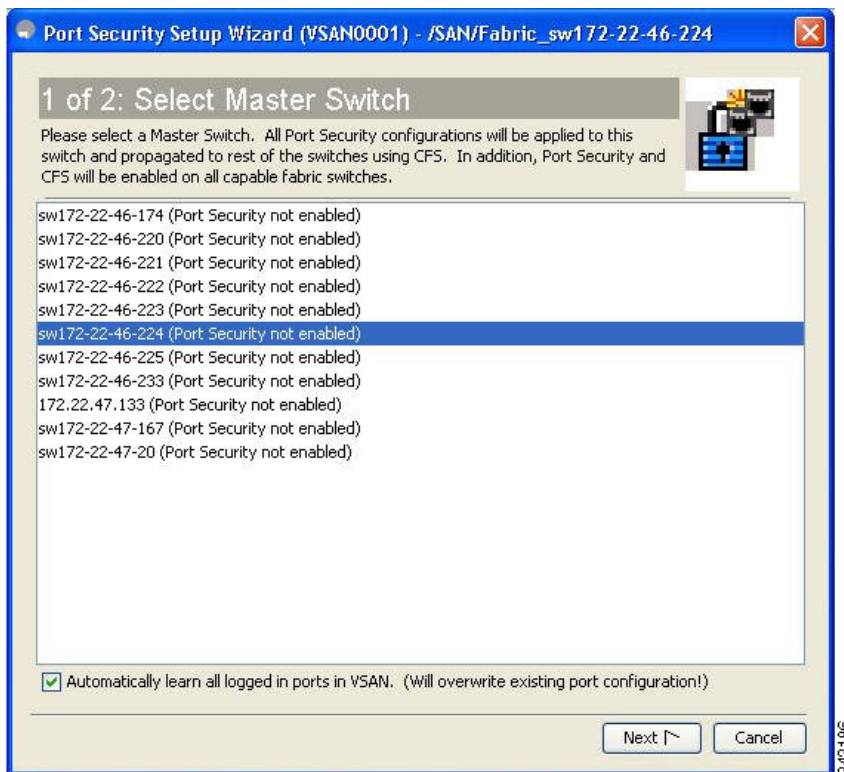 Port Security Setup Wizard (VSAN0001) - /SAN/Fabric_sw172-22-46-224
1 of 2: Select Master Switch
Please select a Master Switch. All Port Security configurations will be applied to this
switch and propagated to rest of the switches using CFS. In addition, Port Security and
CFS will be enabled on all capable fabric switches.
sw172-22-46-174 (Port Security not enabled)
sw172-22-46-220 (Port Security not enabled)
sw172-22-46-221 (Port Security not enabled)
sw172-22-46-222 (Port Security not enabled)
sw172-22-46-223 (Port Security not enabled)
sw172-22-46-224 (Port Security not enabled)
sw172-22-46-225 (Port Security not enabled)
sw172-22-46-233 (Port Security not enabled)
172.22.47.133 (Port Security not enabled)
sw172-22-47-167 (Port Security not enabled)
sw172-22-47-20 (Port Security not enabled)
Automatically learn all logged in ports in VSAN. (Will overwrite existing port configuration!)
Next
Cancel